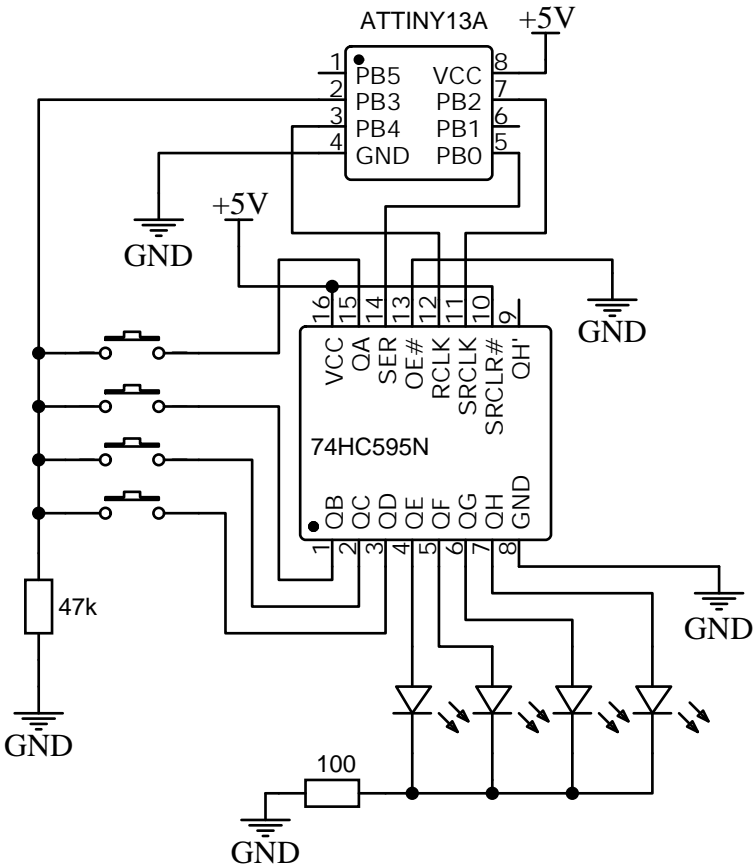 ATTINY13A
+5V
1 PB5 VCC 8
2 PB3 PB2 7
3 PB4 PB1 6
4 GND PB0 5
+5V
GND
GND
16 15 14 13 12 11 10 9
VCC QA SER OE# RCLK SRCLK SRCLR# QH'
74HC595N
QB QC QD QE QF QG QH GND
1 2 3 4 5 6 7 8
47k
GND
GND
100
GND